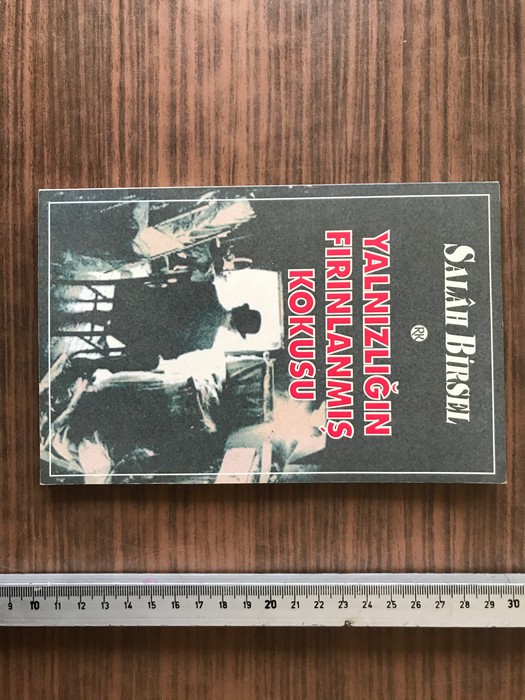 SALÂH BİRSEL
RK
YALNIZLIĞIN
FIRINLANMIŞ
KOKUSU
9 10 11 12 13 14 15 16 17 18 19 20 21 22 23 24 25 26 27 28 29 30